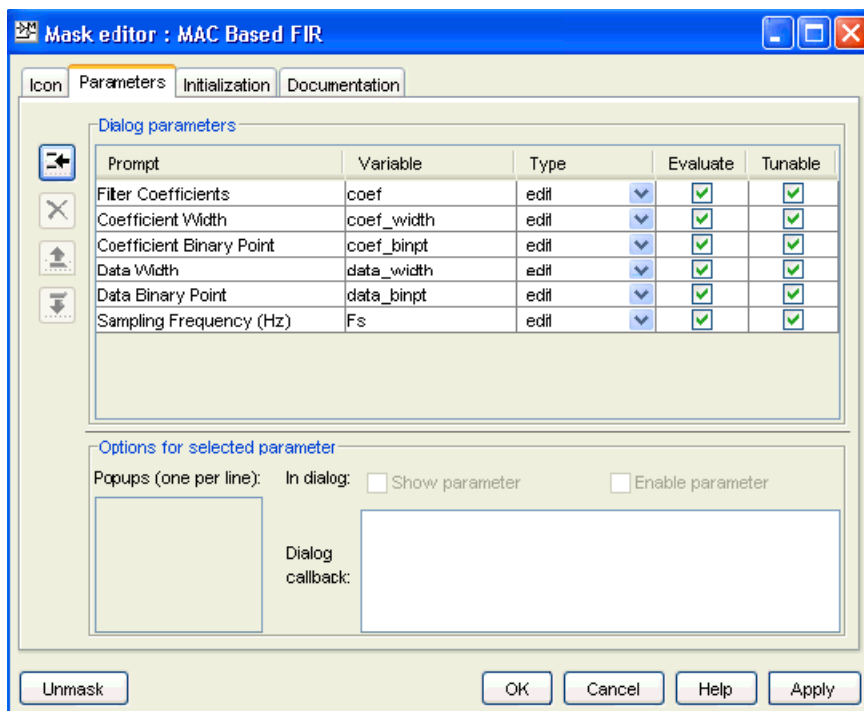 Mask editor : MAC Based FIR
Icon Parameters Initialization Documentation
Dialog parameters
Prompt Variable Type Evaluate Tunable
Filter Coefficients coef edit
Coefficient Width coef_width edit
Coefficient Binary Point coef_binpt edit
Data Width data_width edit
Data Binary Point data_binpt edit
Sampling Frequency (Hz) Fs edit
Options for selected parameter
Popups (one per line): In dialog: Show parameter Enable parameter
Dialog
callback:
Unmask OK Cancel Help Apply